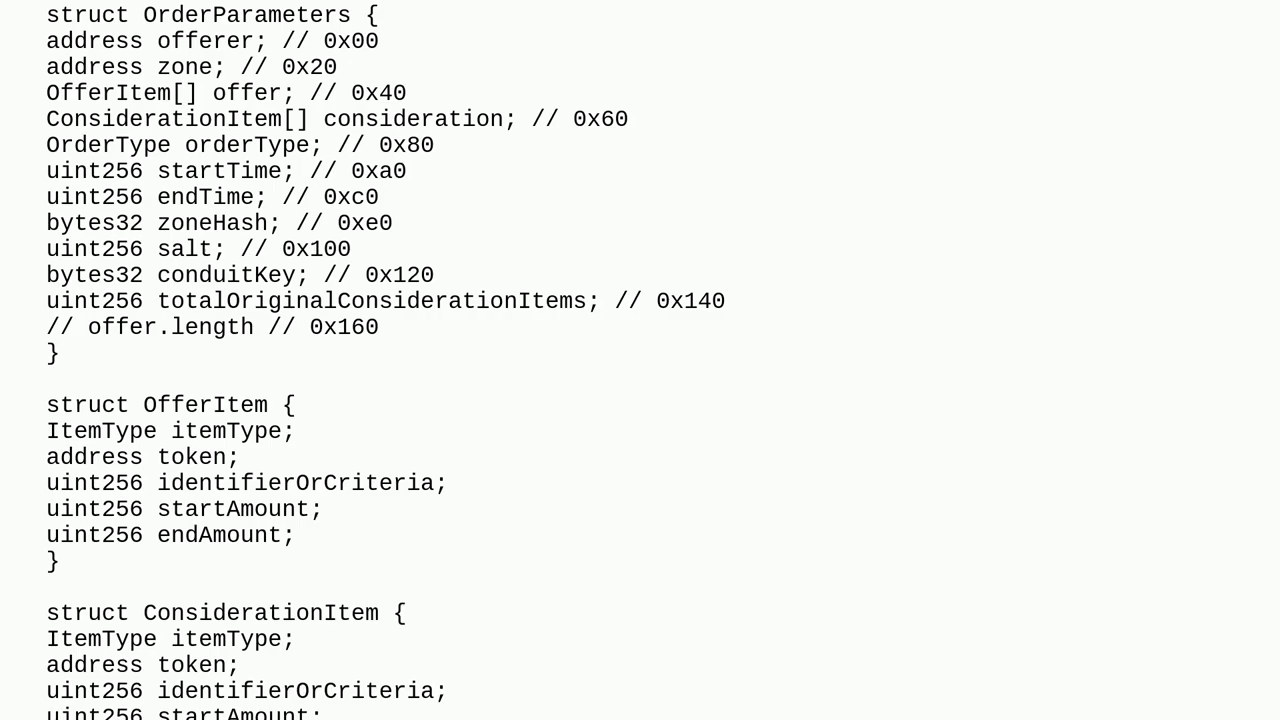 struct OrderParameters {
address offerer; // 0x00
address zone; // 0x20
OfferItem[] offer; // 0x40
ConsiderationItem[] consideration; // 0x60
OrderType orderType; // 0x80
uint256 startTime; // 0xa0
uint256 endTime; // 0xc0
bytes32 zoneHash; // 0xe0
uint256 salt; // 0x100
bytes32 conduitKey; // 0x120
uint256 totalOriginalConsiderationItems; // 0x140
// offer.length // 0x160
}
struct OfferItem {
ItemType itemType;
address token;
uint256 identifierOrCriteria;
uint256 startAmount;
uint256 endAmount;
}
struct ConsiderationItem {
ItemType itemType;
address token;
uint256 identifierOrCriteria;
uint256 startAmount;